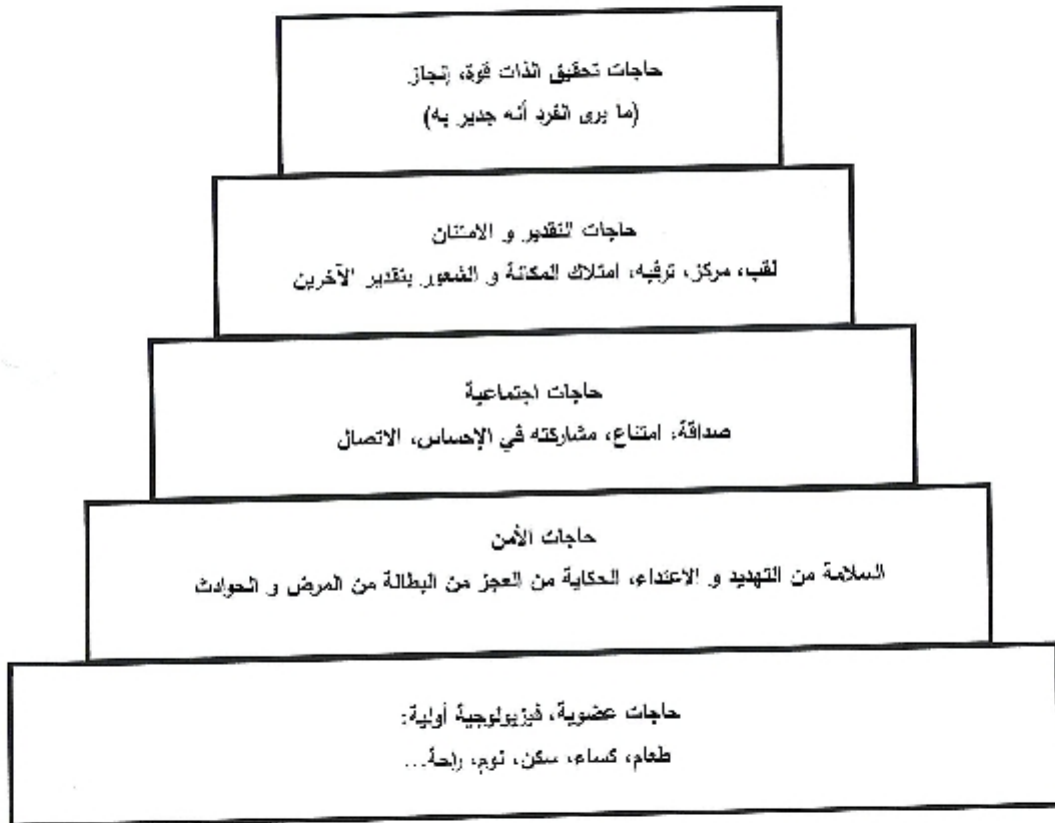 حاجات تحقيق الذات قوة، إنجاز
(ما يرى الفرد أنه جدير به)
حاجات التقدير و الامتنان
لقب، مركز، ترقيه، امتلاك المكانة و الشعور بتقدير الآخرين
حاجات اجتماعية
صداقة، امتناع، مشاركته في الإحساس، الاتصال
حاجات الأمن
السلامة من التهديد و الاعتداء، الحكاية من العجز من البطالة من المرض و الحوادث
حاجات عضوية، فيزيولوجية أولية:
طعام، كساء، سكن، نوم، راحة...